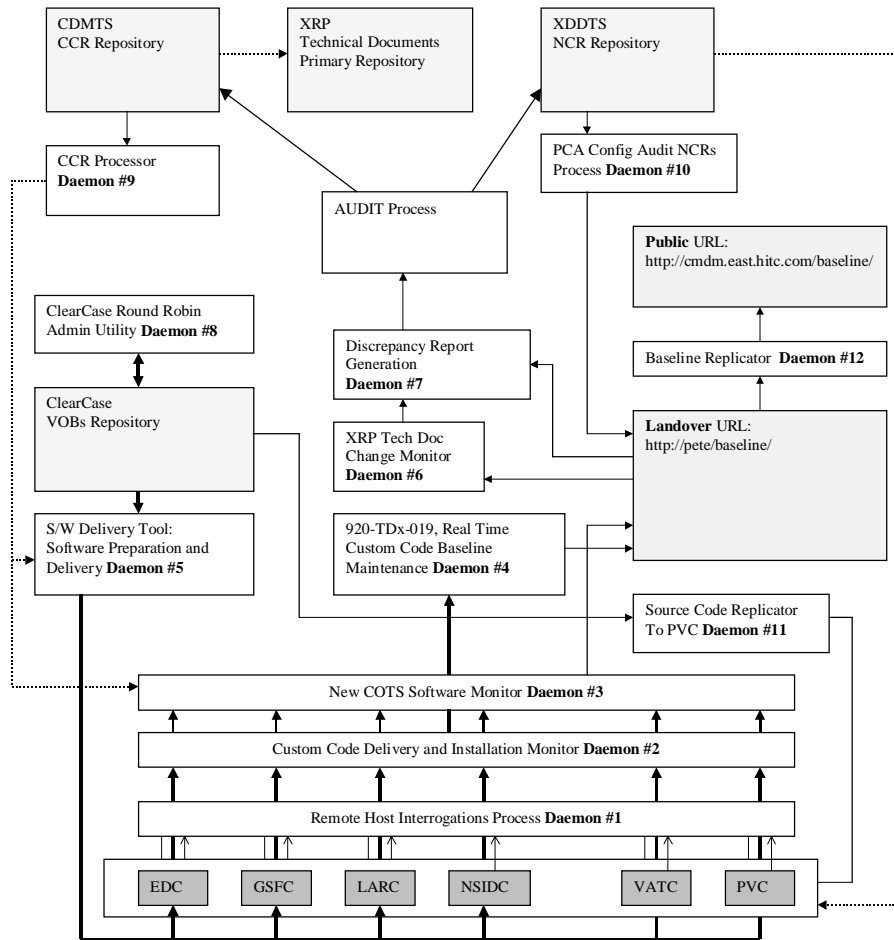 CDMTS
CCR Repository
XRP
Technical Documents
Primary Repository
XDDTS
NCR Repository
CCR Processor
Daemon #9
PCA Config Audit NCRs
Process Daemon #10
AUDIT Process
Public URL:
http://cmdm.east.hitc.com/baseline/
ClearCase Round Robin
Admin Utility Daemon #8
Discrepancy Report
Generation
Daemon #7
Baseline Replicator Daemon #12
ClearCase
VOBs Repository
Landover URL:
http://pete/baseline/
XRP Tech Doc
Change Monitor
Daemon #6
S/W Delivery Tool:
Software Preparation and
Delivery Daemon #5
920-TDx-019, Real Time
Custom Code Baseline
Maintenance Daemon #4
Source Code Replicator
To PVC Daemon #11
New COTS Software Monitor Daemon #3
Custom Code Delivery and Installation Monitor Daemon #2
Remote Host Interrogations Process Daemon #1
EDC
GSFC
LARC
NSIDC
VATC
PVC